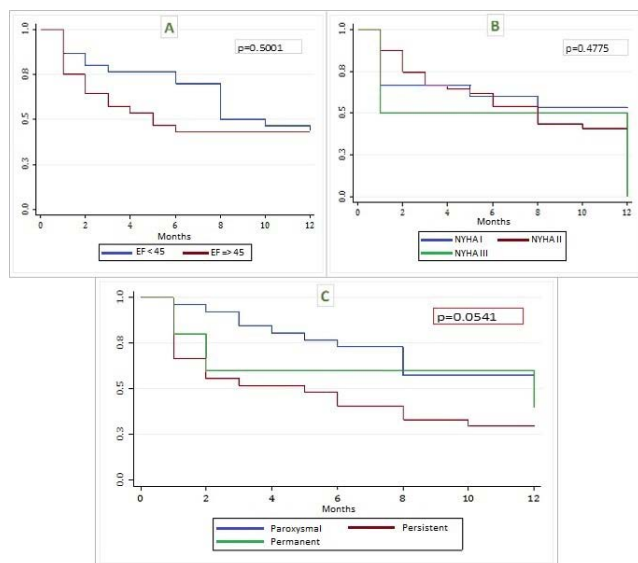 A
p=0.5001
1.0
0.8
0.5
0.3
0.0
0 2 4 6 8 10 12
Months
EF < 45 EF => 45
B
p=0.4775
1.0
0.8
0.5
0.3
0.0
0 2 4 6 8 10 12
Months
NYHA I NYHA II
NYHA III
C
p=0.0541
1.0
0.8
0.5
0.3
0.0
0 2 4 6 8 10 12
Months
Paroxysmal Persistent
Permanent